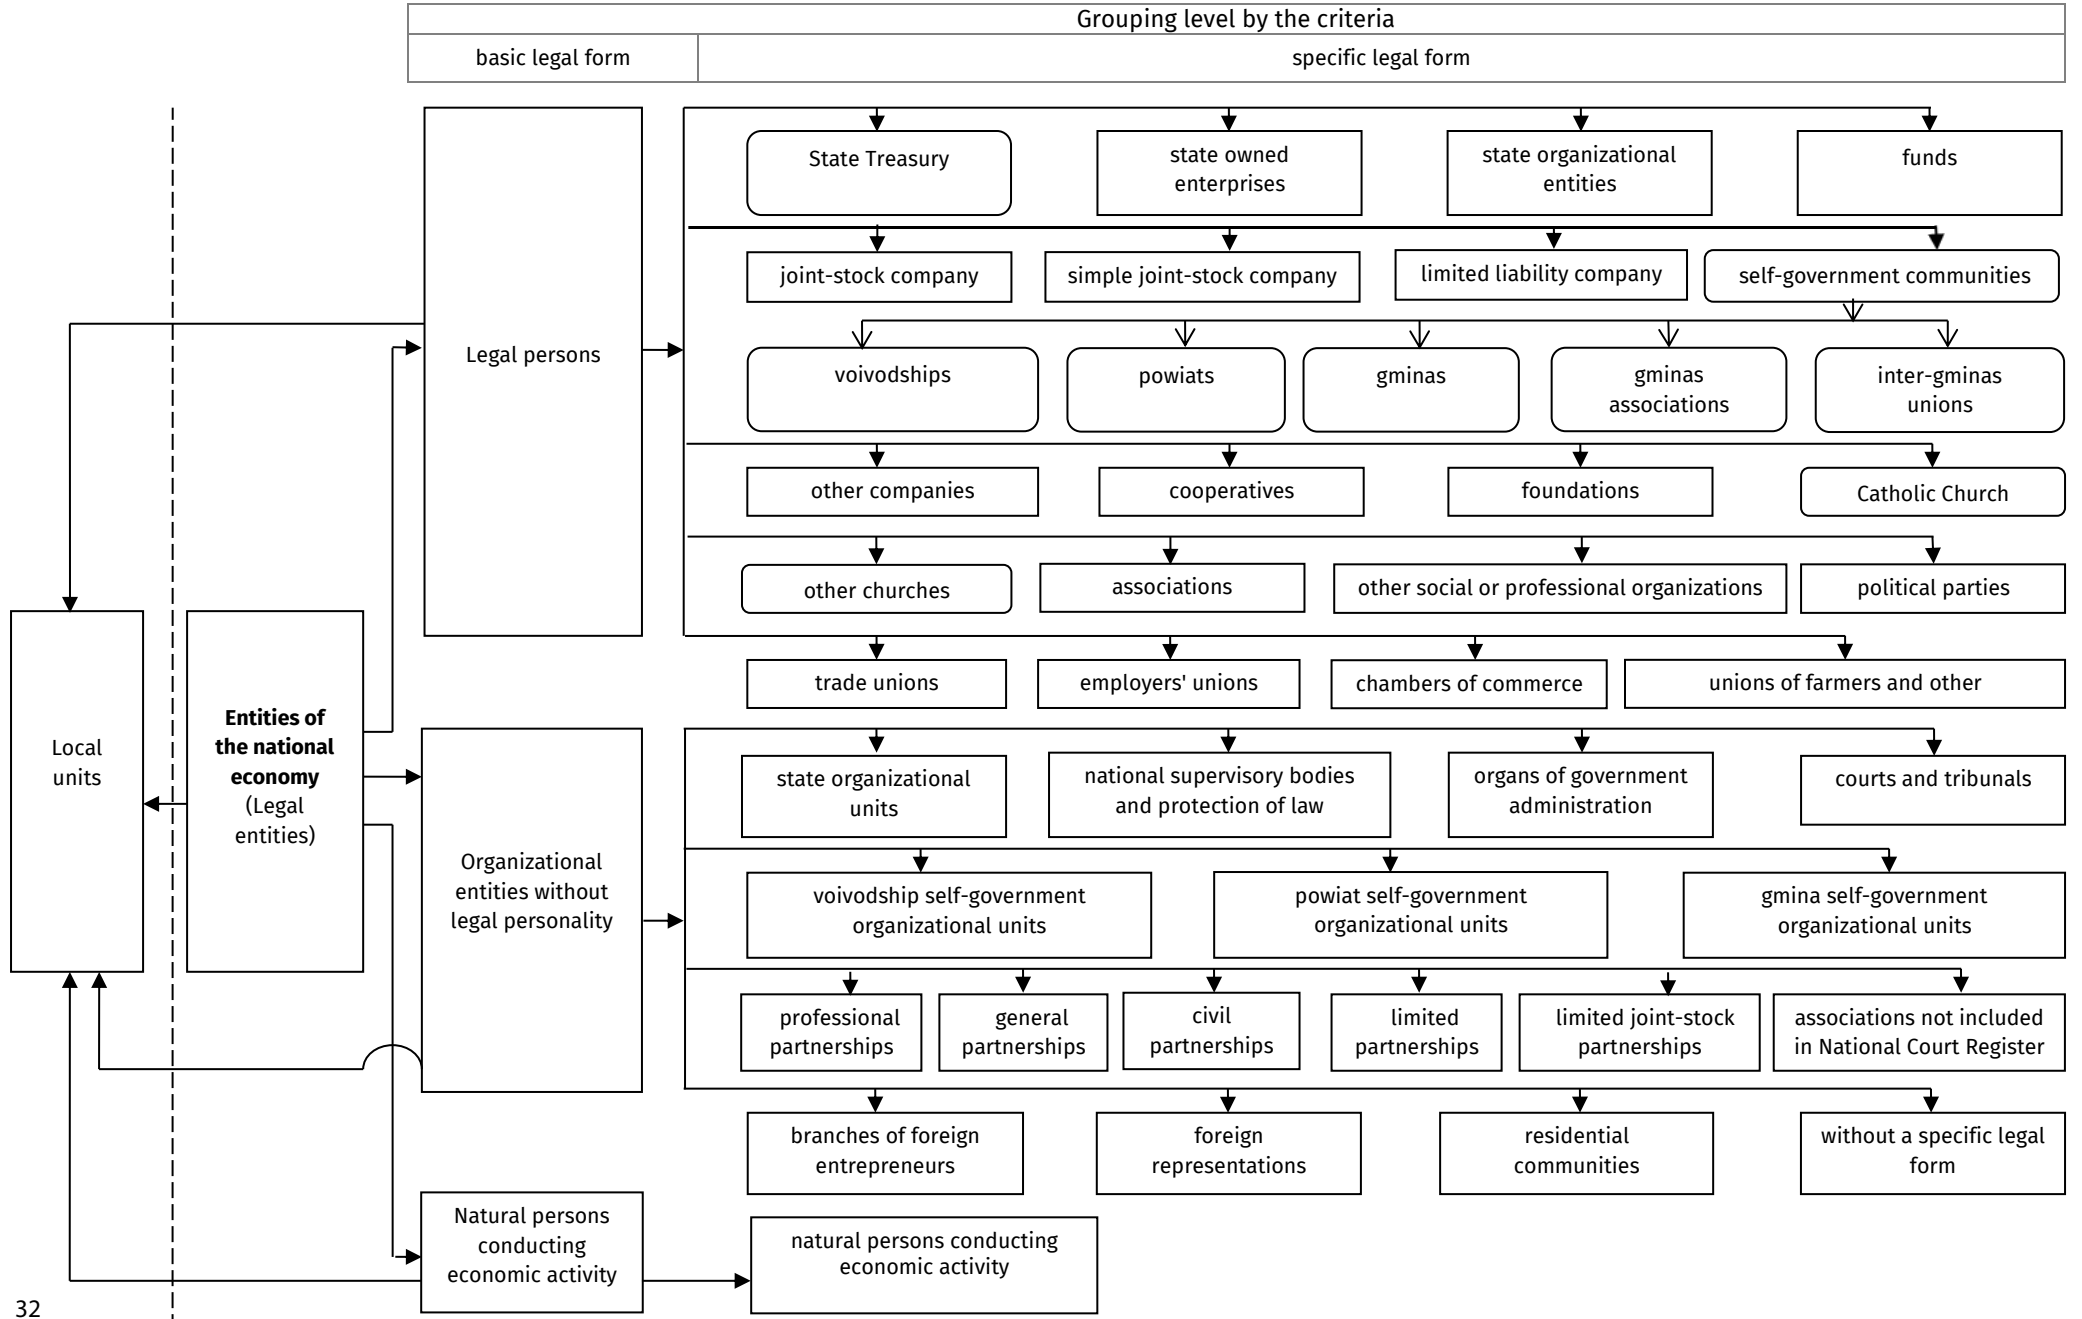 Grouping level by the criteria
basic legal form
specific legal form
Legal persons
State Treasury
state owned
enterprises
state organizational
entities
funds
joint-stock company
simple joint-stock company
limited liability company
self-government communities
voivodships
powiats
gminas
gminas
associations
inter-gminas
unions
other companies
cooperatives
foundations
Catholic Church
other churches
associations
other social or professional organizations
political parties
trade unions
employers' unions
chambers of commerce
unions of farmers and other
Local
units
Entities of
the national
economy
(Legal
entities)
Organizational
entities without
legal personality
state organizational
units
national supervisory bodies
and protection of law
organs of government
administration
courts and tribunals
voivodship self-government
organizational units
powiat self-government
organizational units
gmina self-government
organizational units
professional
partnerships
general
partnerships
civil
partnerships
limited
partnerships
limited joint-stock
partnerships
associations not included
in National Court Register
branches of foreign
entrepreneurs
foreign
representations
residential
communities
without a specific legal
form
Natural persons
conducting
economic activity
natural persons conducting
economic activity
32